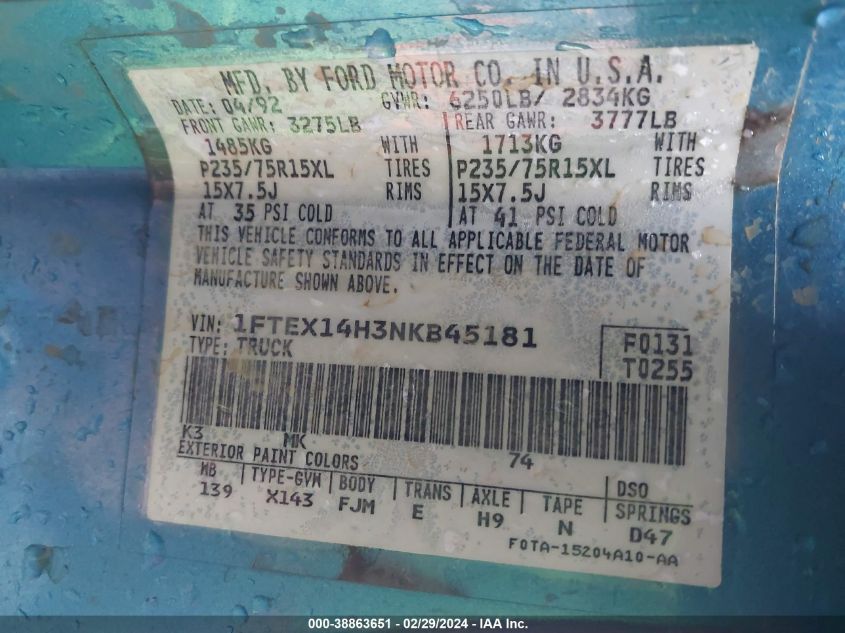 MFD. BY FORD MOTOR CO. IN U.S.A.
DATE: 04/92 GVWR: 6250LB/ 2834KG
FRONT GAWR: 3275LB REAR GAWR: 3777LB
1485KG WITH 1713KG WITH
P235/75R15XL TIRES P235/75R15XL TIRES
15X7.5J RIMS 15X7.5J RIMS
AT 35 PSI COLD AT 41 PSI COLD
THIS VEHICLE CONFORMS TO ALL APPLICABLE FEDERAL MOTOR
VEHICLE SAFETY STANDARDS IN EFFECT ON THE DATE OF
MANUFACTURE SHOWN ABOVE.
VIN: 1FTEX14H3NKB45181 F0131
TYPE: TRUCK T0255
K3 MK 74
EXTERIOR PAINT COLORS DSO
WB TYPE-GVW BODY TRANS AXLE TAPE SPRINGS
139 X143 FJM E H9 N D47
F0TA-15204A10-AA
000-38863651 - 02/29/2024 - IAA Inc.